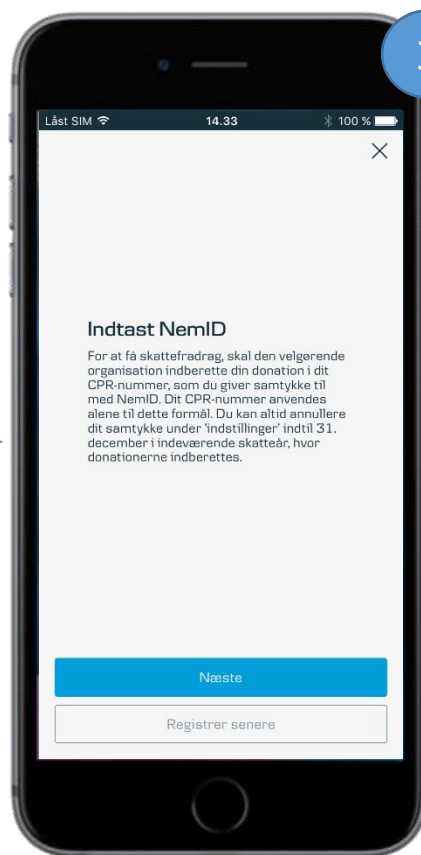 Låst SIM 14.33 100 %
Indtast NemID
For at få skattefradrag, skal den velgørende
organisation indberette din donation i dit
CPR-nummer, som du giver samtykke til
med NemID. Dit CPR-nummer anvendes
alene til dette formål. Du kan altid annullere
dit samtykke under 'indstillinger' indtil 31.
december i indeværende skatteår, hvor
donationerne indberettes.
Næste
Registrer senere